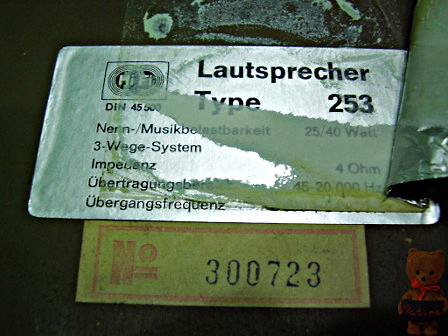 DIN 45500
Lautsprecher
Type 253
Nenn-/Musikbelastbarkeit 25/40 Watt
3-Wege-System
Impedanz 4 Ohm
45-20 000 Hz
Übergangsfrequenz
No 300723